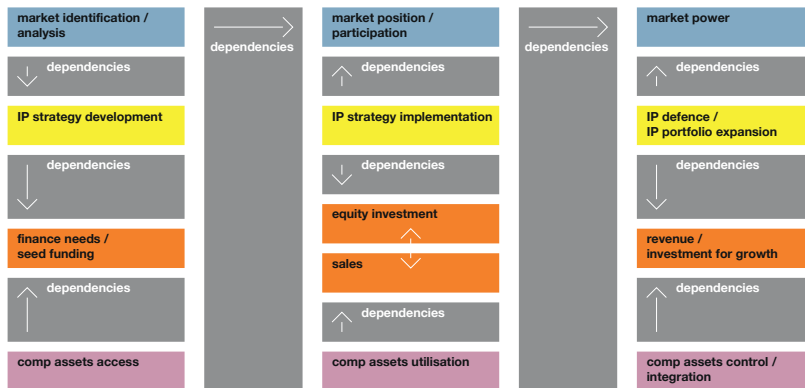 market identification /
analysis
dependencies
IP strategy development
dependencies
finance needs /
seed funding
dependencies
comp assets access
dependencies
market position /
participation
dependencies
IP strategy implementation
dependencies
equity investment
sales
dependencies
comp assets utilisation
dependencies
market power
dependencies
IP defence /
IP portfolio expansion
dependencies
revenue /
investment for growth
dependencies
comp assets control /
integration